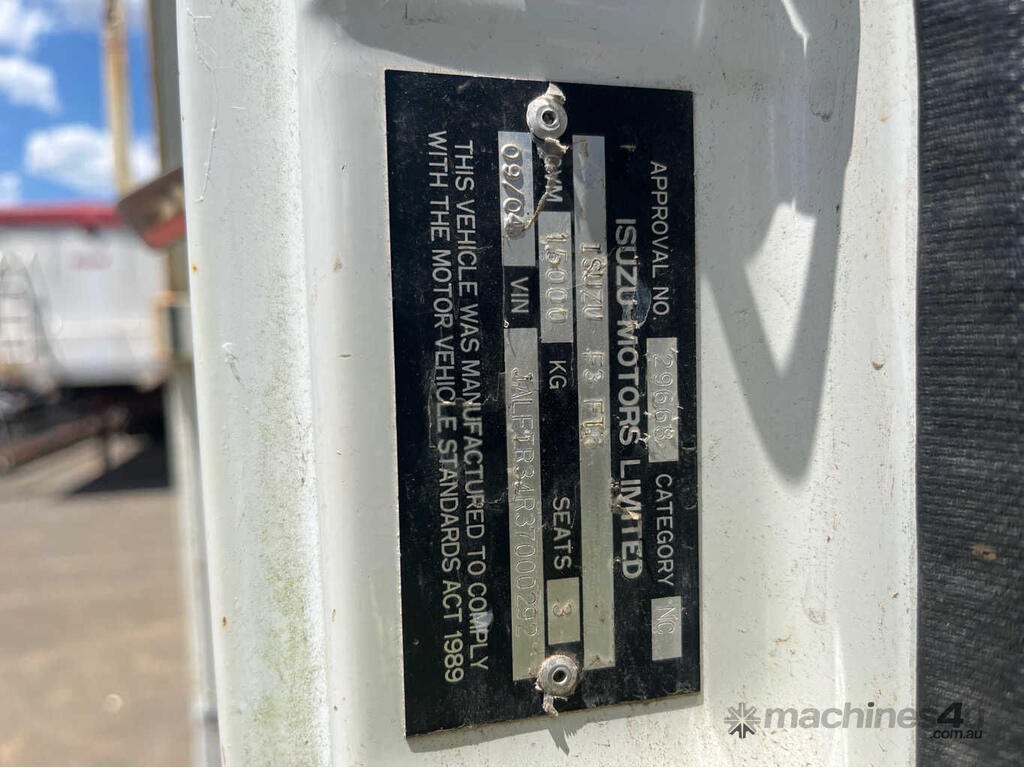 APPROVAL NO. 29668 CATEGORY NC
ISUZU MOTORS LIMITED
ISUZU F3 FTR
GVM 15000 KG SEATS 3
09/04 VIN JALFTR34R37000292
THIS VEHICLE WAS MANUFACTURED TO COMPLY
WITH THE MOTOR VEHICLE STANDARDS ACT 1989
machines4u
.com.au